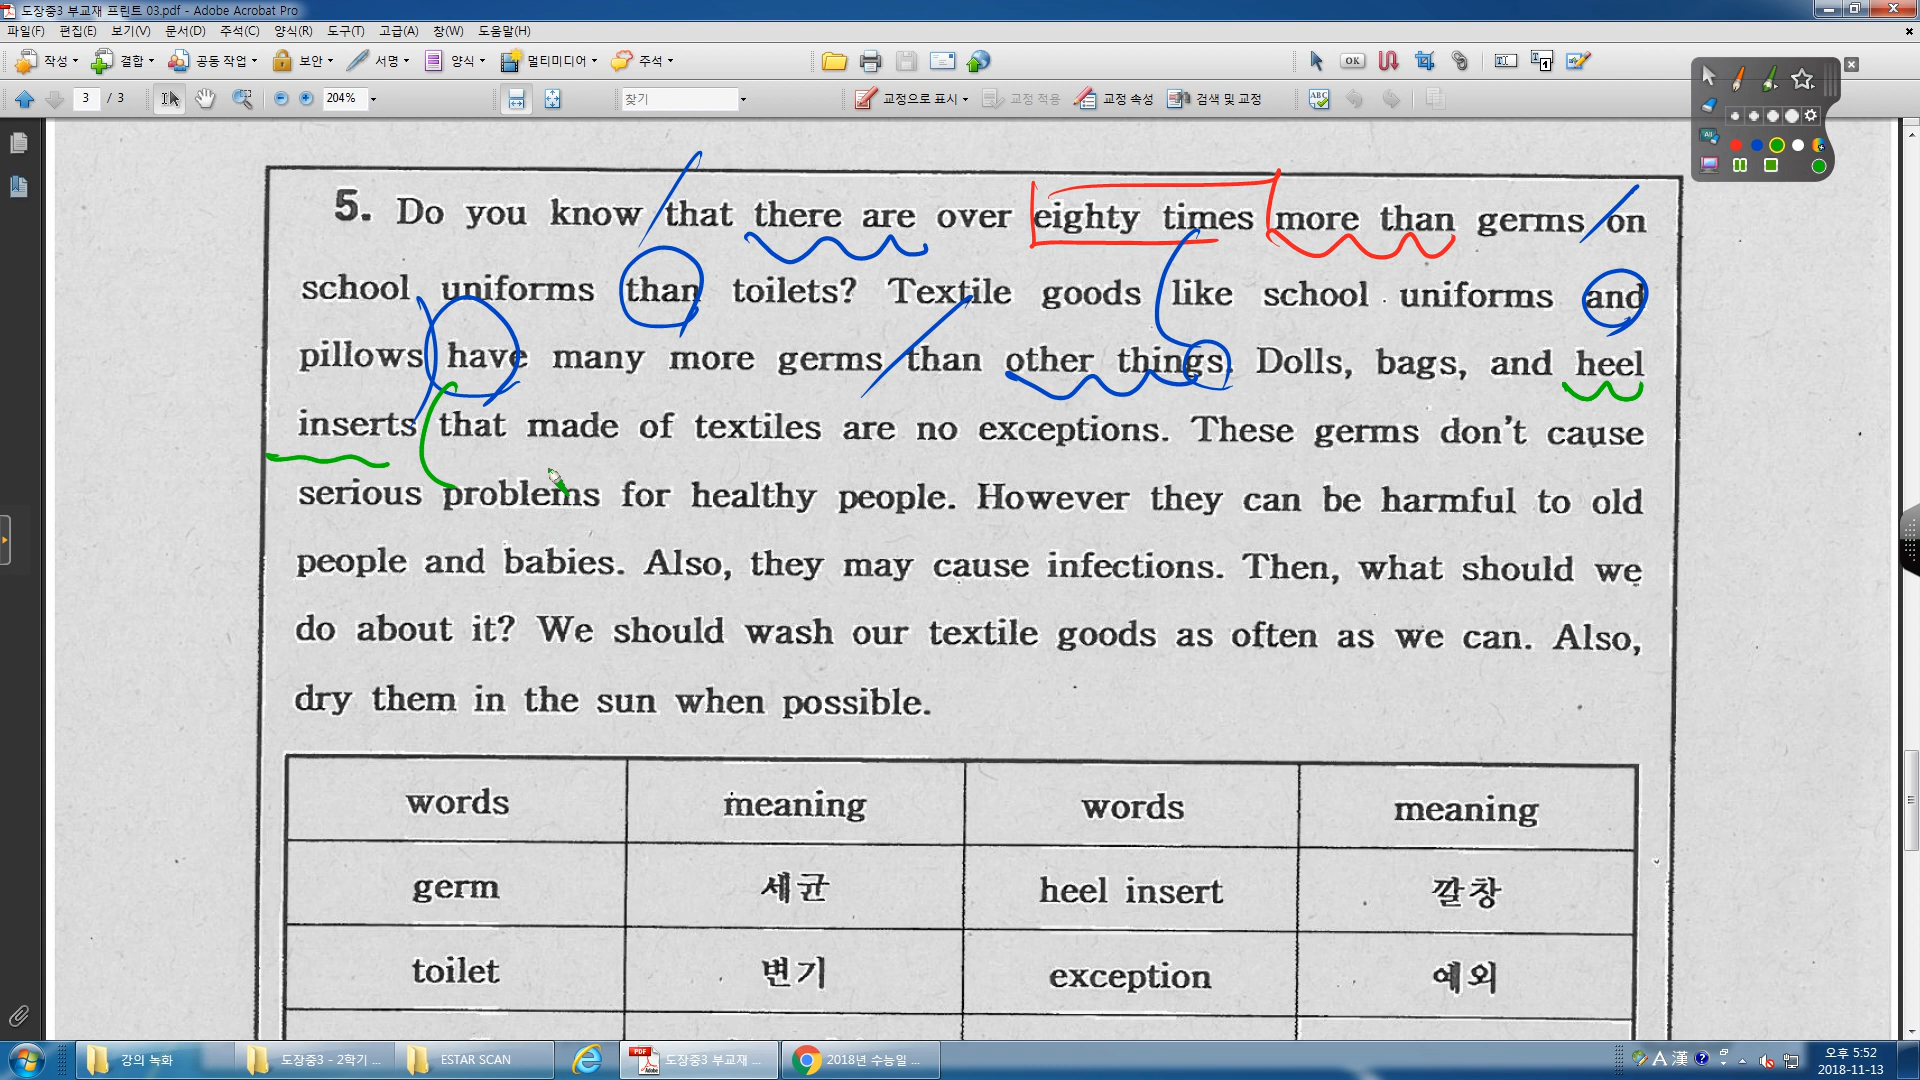 도장중3 부교재 프린트 03.pdf - Adobe Acrobat Pro
파일(F) 편집(E) 보기(V) 문서(D) 주석(C) 양식(R) 도구(T) 고급(A) 창(W) 도움말(H)
작성 결합 공동 작업 보안 서명 양식 멀티미디어 주석 OK
3 / 3 204% 찾기 교정으로 표시 교정 적용 교정 속성 검색 및 교정
5. Do you know that there are over eighty times more than germs on
school uniforms than toilets? Textile goods like school uniforms and
pillows have many more germs than other things. Dolls, bags, and heel
inserts that made of textiles are no exceptions. These germs don't cause
serious problems for healthy people. However they can be harmful to old
people and babies. Also, they may cause infections. Then, what should we
do about it? We should wash our textile goods as often as we can. Also,
dry them in the sun when possible.
words meaning words meaning
germ 세균 heel insert 깔창
toilet 변기 exception 예외
강의 녹화 도장중3 - 2학기 ... ESTAR SCAN 도장중3 부교재 ... 2018년 수능일 ... A 漢 오후 5:52
2018-11-13